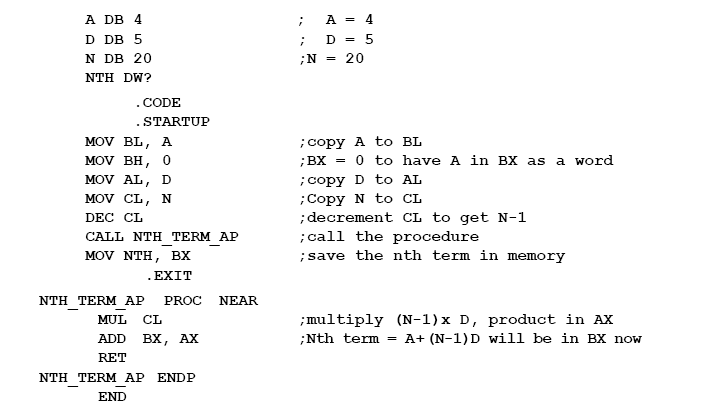 A DB 4 ; A = 4
D DB 5 ; D = 5
N DB 20 ;N = 20
NTH DW?
.CODE
.STARTUP
MOV BL, A ;copy A to BL
MOV BH, 0 ;BX = 0 to have A in BX as a word
MOV AL, D ;copy D to AL
MOV CL, N ;Copy N to CL
DEC CL ;decrement CL to get N-1
CALL NTH_TERM_AP ;call the procedure
MOV NTH, BX ;save the nth term in memory
.EXIT
NTH_TERM_AP PROC NEAR
MUL CL ;multiply (N-1)x D, product in AX
ADD BX, AX ;Nth term = A+(N-1)D will be in BX now
RET
NTH_TERM_AP ENDP
END